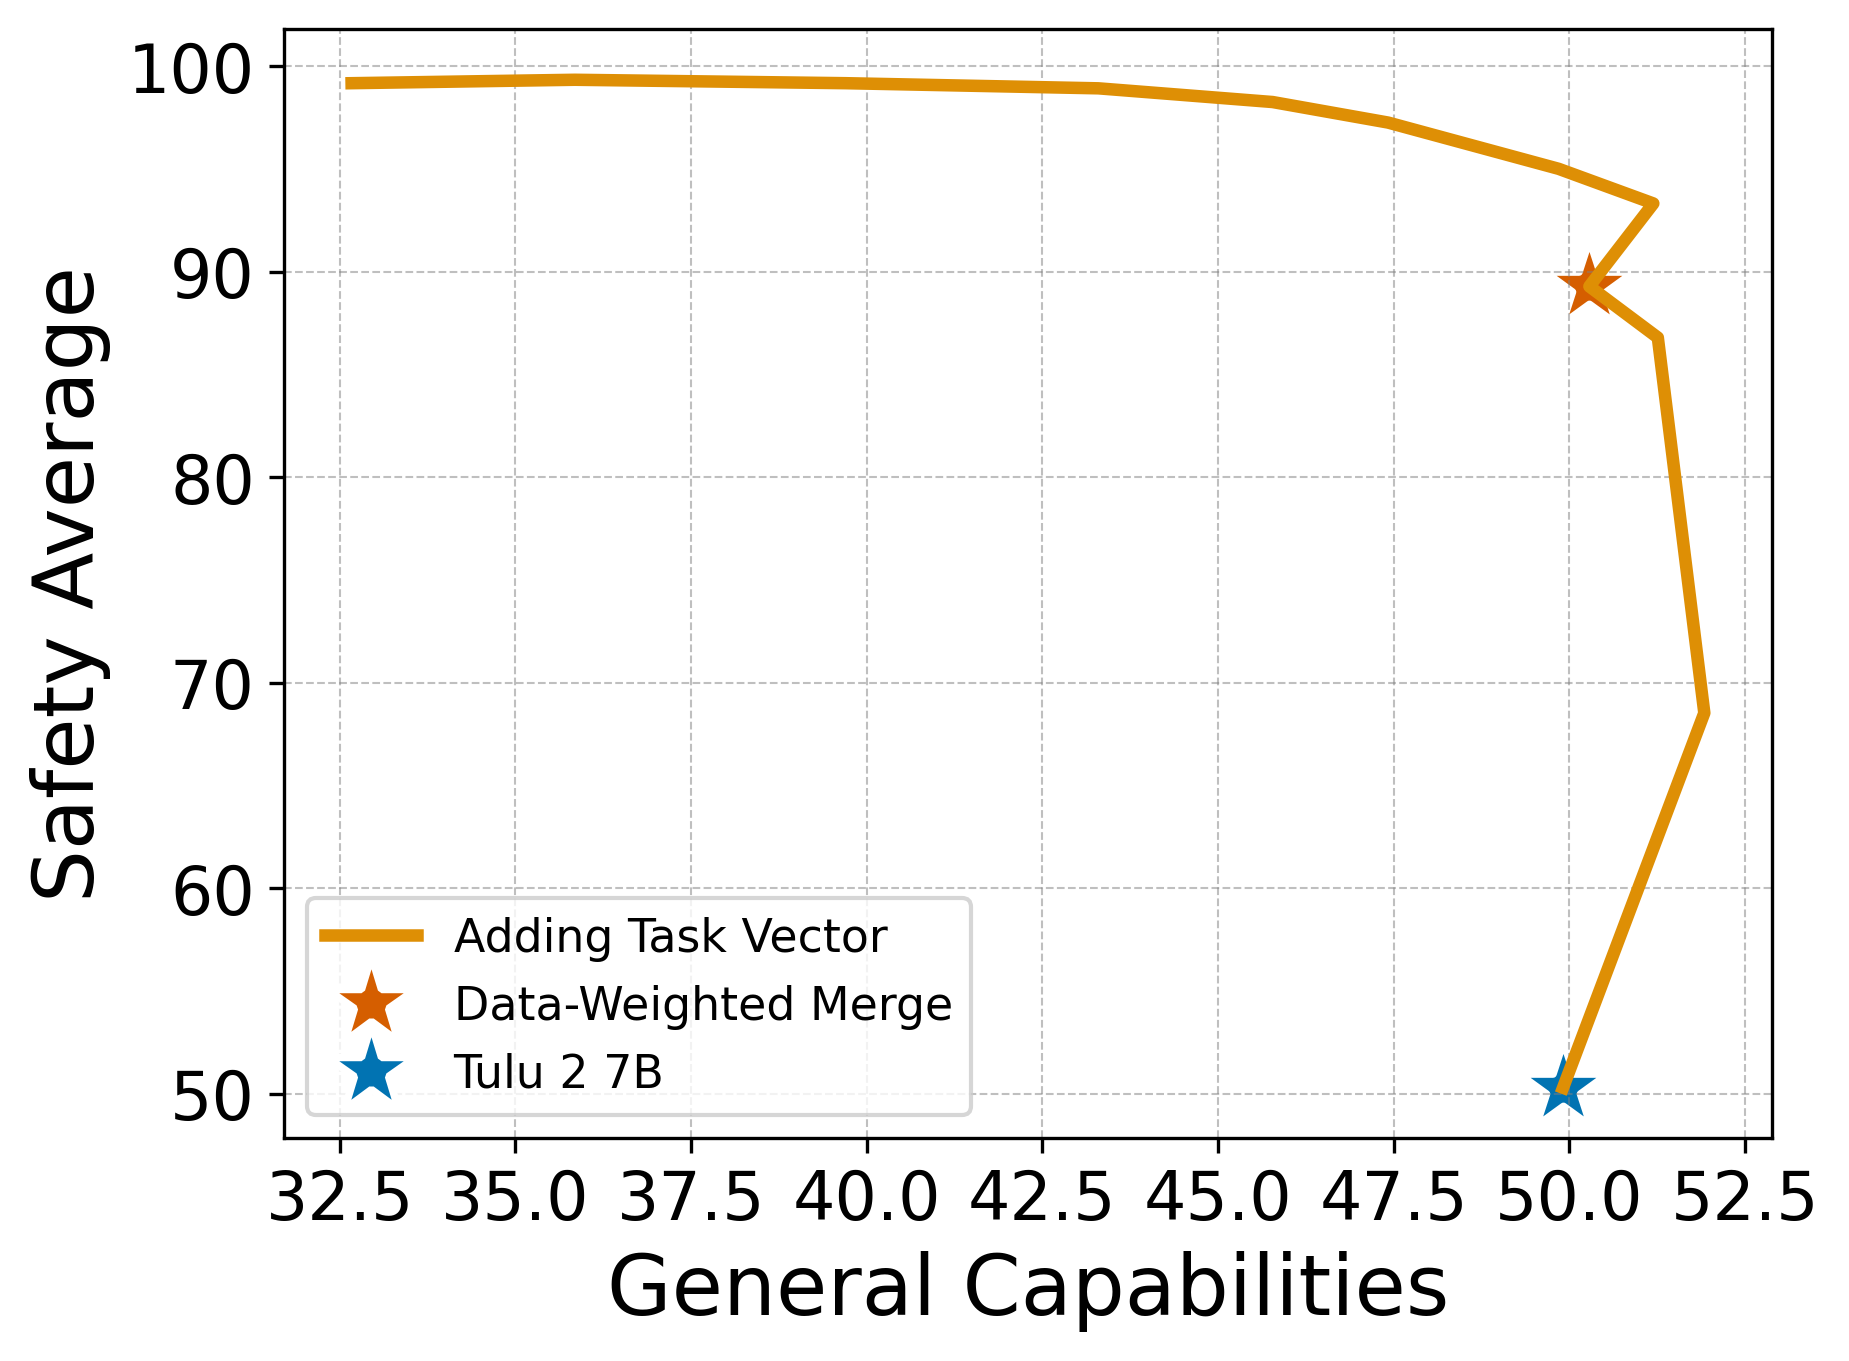 100
90
80
70
60
50
Safety Average
Adding Task Vector
Data-Weighted Merge
Tulu 2 7B
32.5 35.0 37.5 40.0 42.5 45.0 47.5 50.0 52.5
General Capabilities